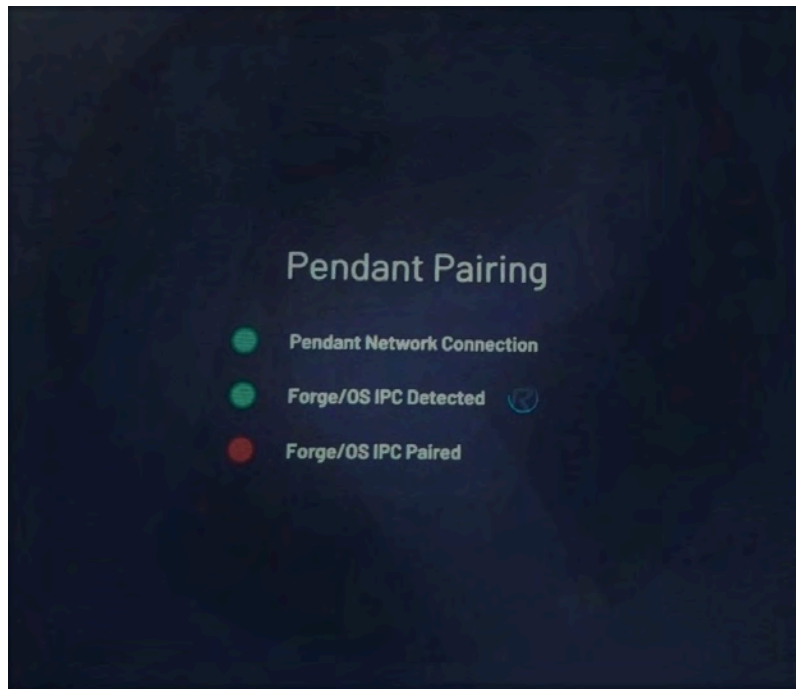 Pendant Pairing
Pendant Network Connection
Forge/OS IPC Detected
Forge/OS IPC Paired